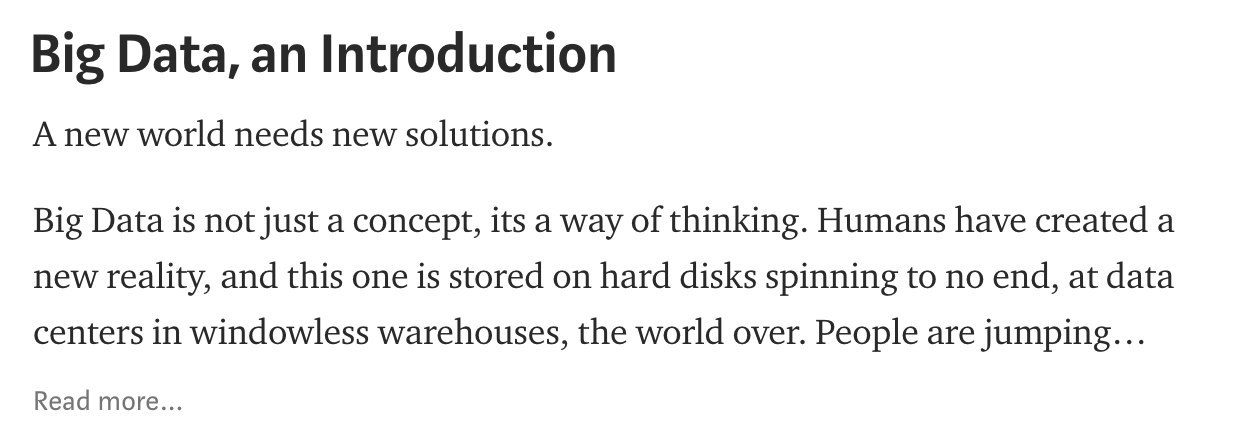 Big Data, an Introduction
A new world needs new solutions.
Big Data is not just a concept, its a way of thinking. Humans have created a
new reality, and this one is stored on hard disks spinning to no end, at data
centers in windowless warehouses, the world over. People are jumping…
Read more…